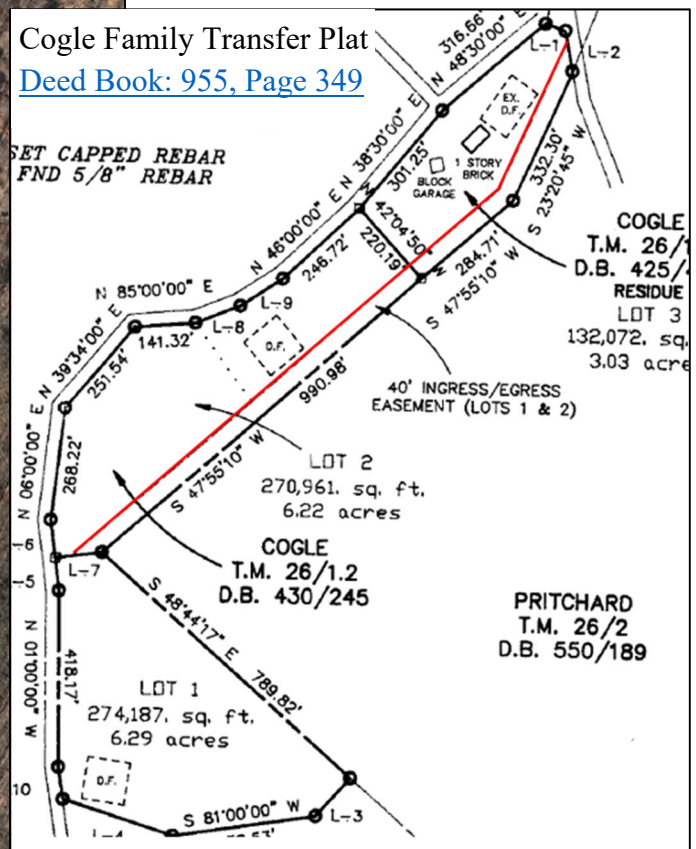 Cogle Family Transfer Plat
Deed Book: 955, Page 349
SET CAPPED REBAR
FND 5/8" REBAR
316.66'
N 48°30'00" E
L-1
L-2
EX.
D.F.
1 STORY
BRICK
BLOCK
GARAGE
N 38°30'00" E
301.25'
332.30'
S 23°20'45" W
N 46°00'00" E
246.72'
42°04'50" W
220.19'
284.71'
S 47°55'10" W
COGLE
T.M. 26/1
D.B. 425/
RESIDUE
LOT 3
132,072. sq.
3.03 acre
N 85°00'00" E
141.32'
L-8
L-9
D.F.
N 39°34'00" E
251.54'
990.98'
S 47°55'10" W
40' INGRESS/EGRESS
EASEMENT (LOTS 1 & 2)
N 06°00'00" E
268.22'
LOT 2
270,961. sq. ft.
6.22 acres
COGLE
T.M. 26/1.2
D.B. 430/245
-6
L-7
-5
S 48°44'17" E
789.82'
PRITCHARD
T.M. 26/2
D.B. 550/189
N 01°00'00" W
418.17'
LOT 1
274,187. sq. ft.
6.29 acres
D.F.
10
S 81°00'00" W
L-3
L-4